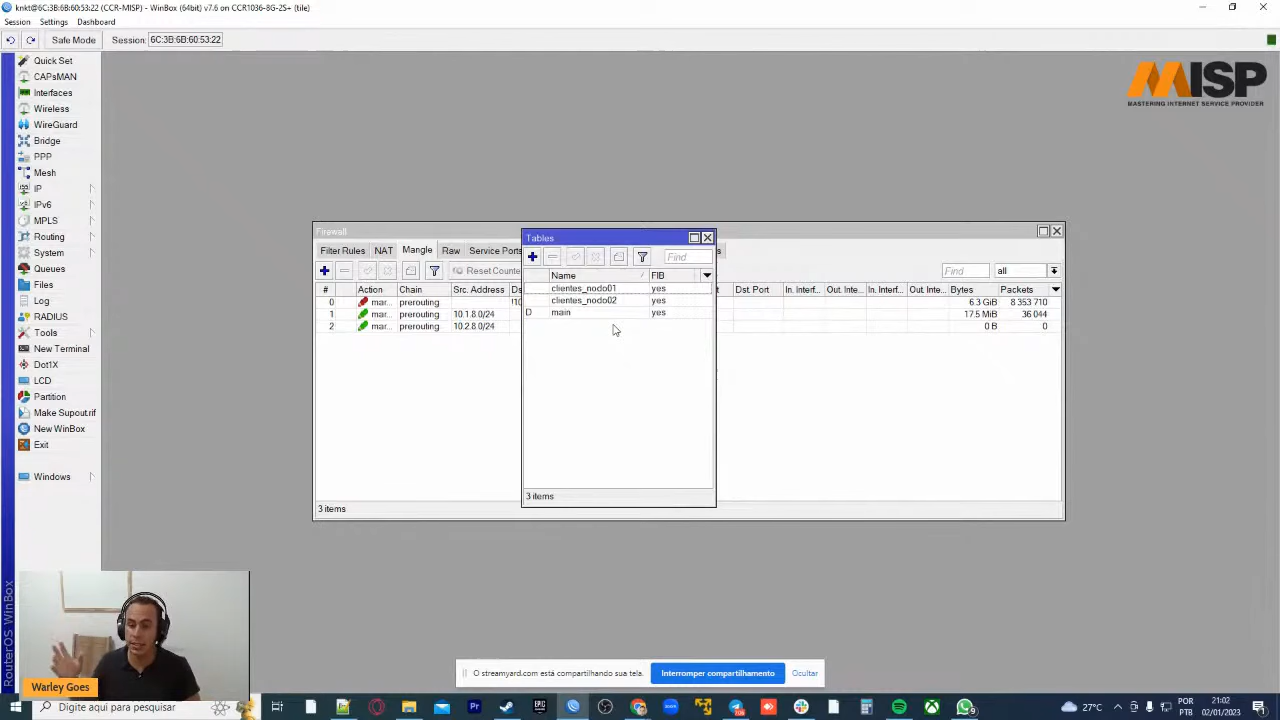 knkt@6C:3B:6B:60:53:22 (CCR-MISP) - WinBox (64bit) v7.6 on CCR1036-8G-2S+ (tile)
Session Settings Dashboard
Safe Mode Session: 6C:3B:6B:60:53:22
MISP
MASTERING INTERNET SERVICE PROVIDER
Quick Set
CAPsMAN
Interfaces
Wireless
WireGuard
Bridge
PPP
Mesh
IP
IPv6
MPLS
Routing
System
Queues
Files
Log
RADIUS
Tools
New Terminal
Dot1X
LCD
Partition
Make Supout.rif
New WinBox
Exit
Windows
RouterOS WinBox
Firewall
Filter Rules NAT Mangle Raw Service Ports
Reset Counte
Find all
# Action Chain Src. Address Ds Dst. Port In. Interf... Out. Inte... In. Interf... Out. Inte... Bytes Packets
0 mar... prerouting !10 6.3 GiB 8 353 710
1 mar... prerouting 10.1.8.0/24 17.5 MiB 36 044
2 mar... prerouting 10.2.8.0/24 0 B 0
3 items
Tables
Find
Name FIB
clientes_nodo01 yes
clientes_nodo02 yes
D main yes
3 items
Warley Goes
O streamyard.com está compartilhando sua tela. Interromper compartilhamento Ocultar
Digite aqui para pesquisar
27°C
POR
PTB
21:02
02/01/2023